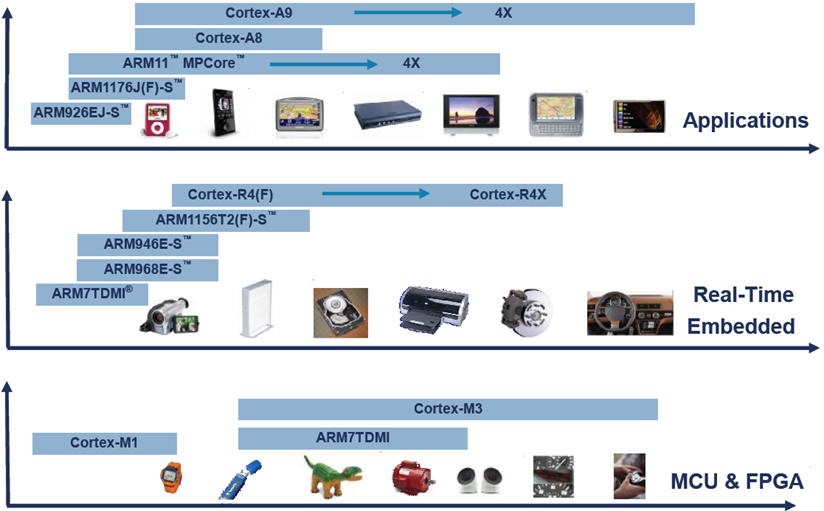 Cortex-A9 4X
Cortex-A8
ARM11™ MPCore™ 4X
ARM1176J(F)-S™
ARM926EJ-S™
Applications
Cortex-R4(F) Cortex-R4X
ARM1156T2(F)-S™
ARM946E-S™
ARM968E-S™
ARM7TDMI®
Real-Time
Embedded
Cortex-M3
Cortex-M1 ARM7TDMI
MCU & FPGA